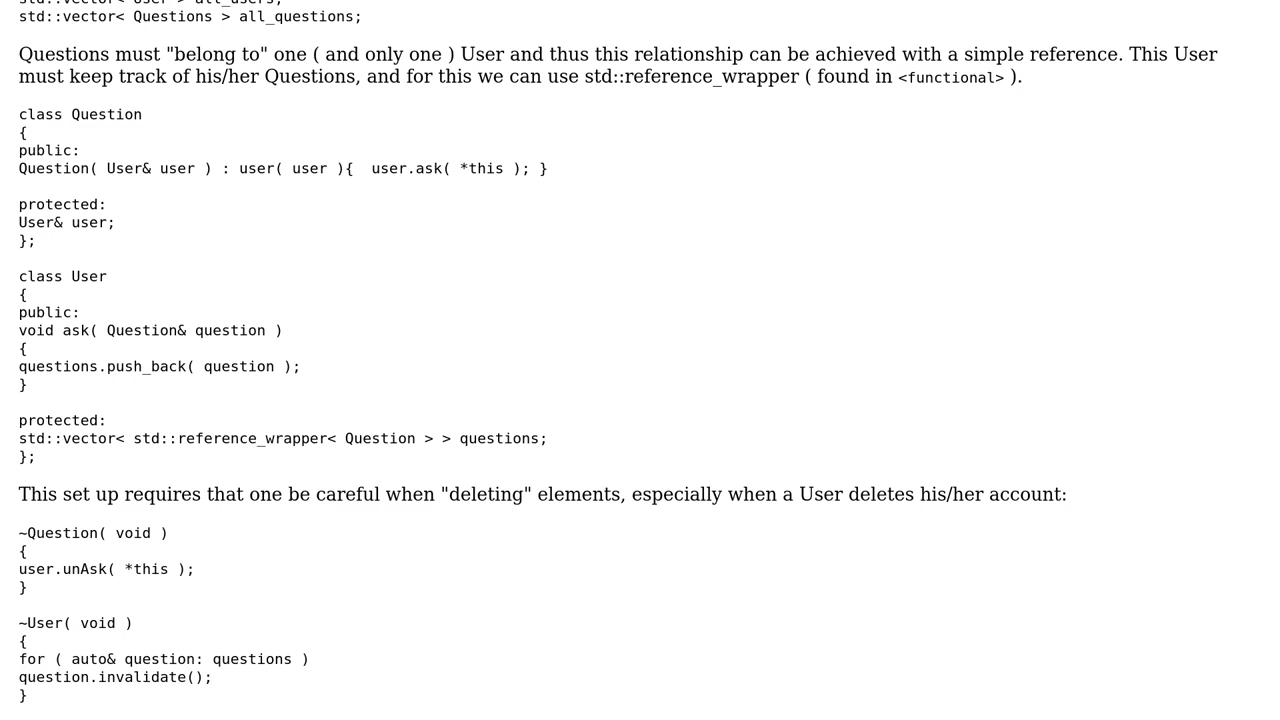 std::vector< User > all_users;
std::vector< Questions > all_questions;
Questions must "belong to" one ( and only one ) User and thus this relationship can be achieved with a simple reference. This User
must keep track of his/her Questions, and for this we can use std::reference_wrapper ( found in <functional> ).
class Question
{
public:
Question( User& user ) : user( user ){  user.ask( *this ); }
protected:
User& user;
};
class User
{
public:
void ask( Question& question )
{
questions.push_back( question );
}
protected:
std::vector< std::reference_wrapper< Question > > questions;
};
This set up requires that one be careful when "deleting" elements, especially when a User deletes his/her account:
~Question( void )
{
user.unAsk( *this );
}
~User( void )
{
for ( auto& question: questions )
question.invalidate();
}